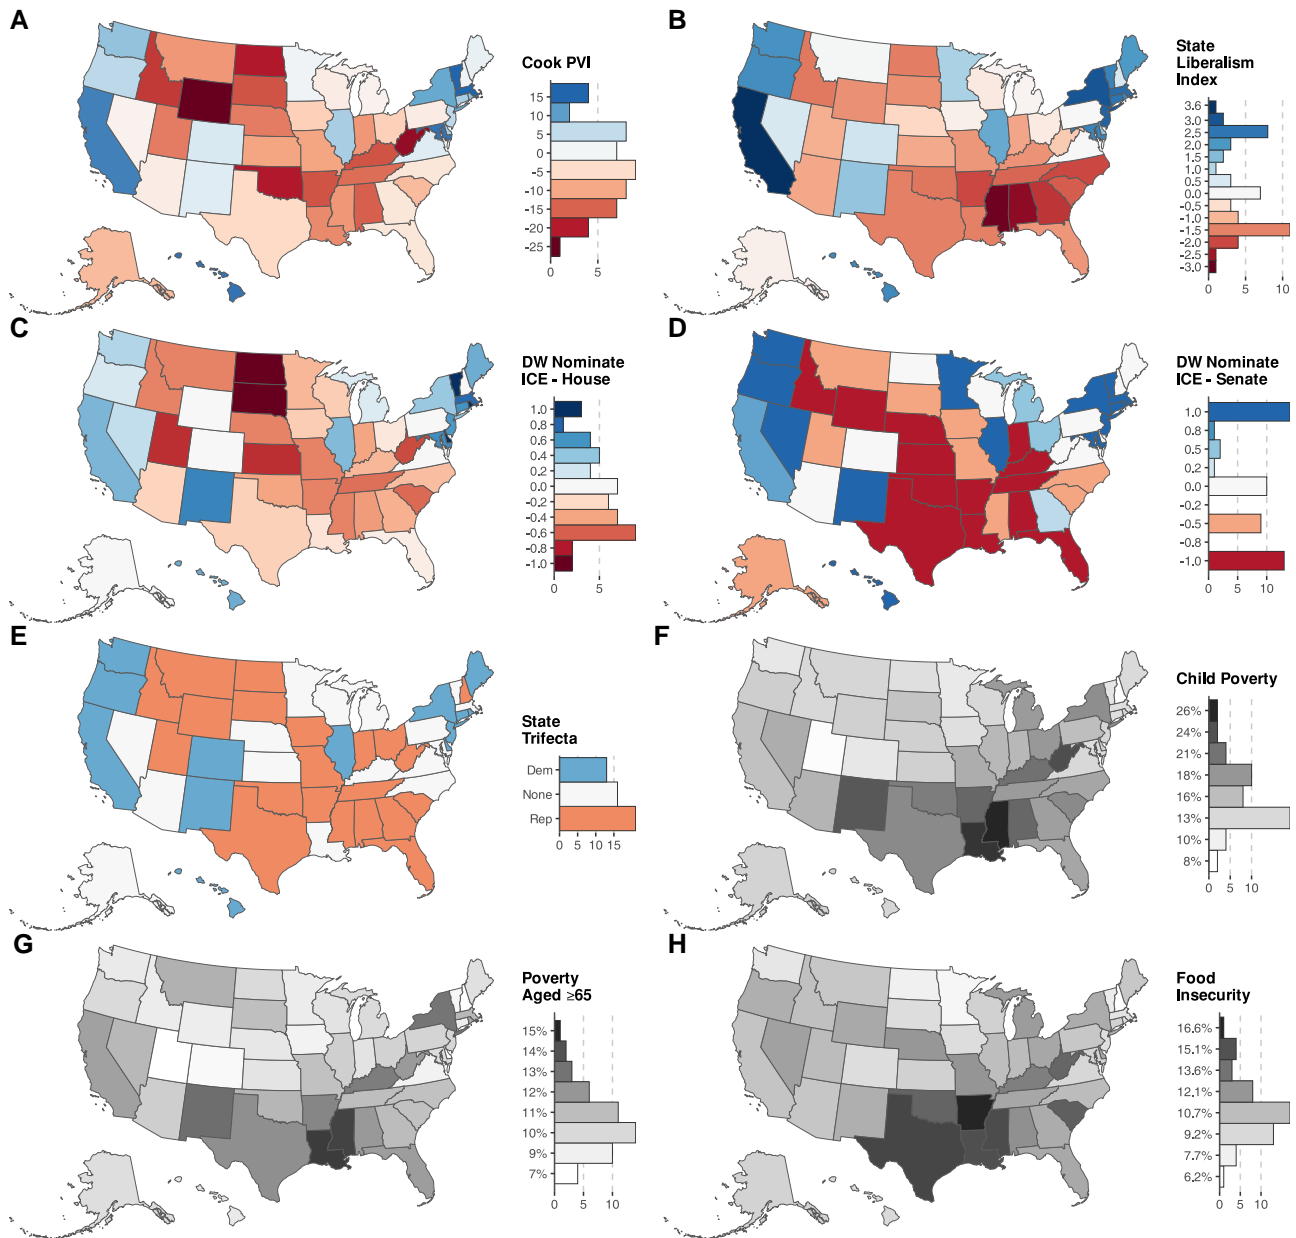 A
Cook PVI
15
10
5
0
-5
-10
-15
-20
-25
0 5
B
State
Liberalism
Index
3.6
3.0
2.5
2.0
1.5
1.0
0.5
0.0
-0.5
-1.0
-1.5
-2.0
-2.5
-3.0
0 5 10
C
DW Nominate
ICE - House
1.0
0.8
0.6
0.4
0.2
0.0
-0.2
-0.4
-0.6
-0.8
-1.0
0 5
D
DW Nominate
ICE - Senate
1.0
0.8
0.5
0.2
0.0
-0.2
-0.5
-0.8
-1.0
0 5 10
E
State
Trifecta
Dem
None
Rep
0 5 10 15
F
Child Poverty
26%
24%
21%
18%
16%
13%
10%
8%
0 5 10
G
Poverty
Aged ≥65
15%
14%
13%
12%
11%
10%
9%
7%
0 5 10
H
Food
Insecurity
16.6%
15.1%
13.6%
12.1%
10.7%
9.2%
7.7%
6.2%
0 5 10